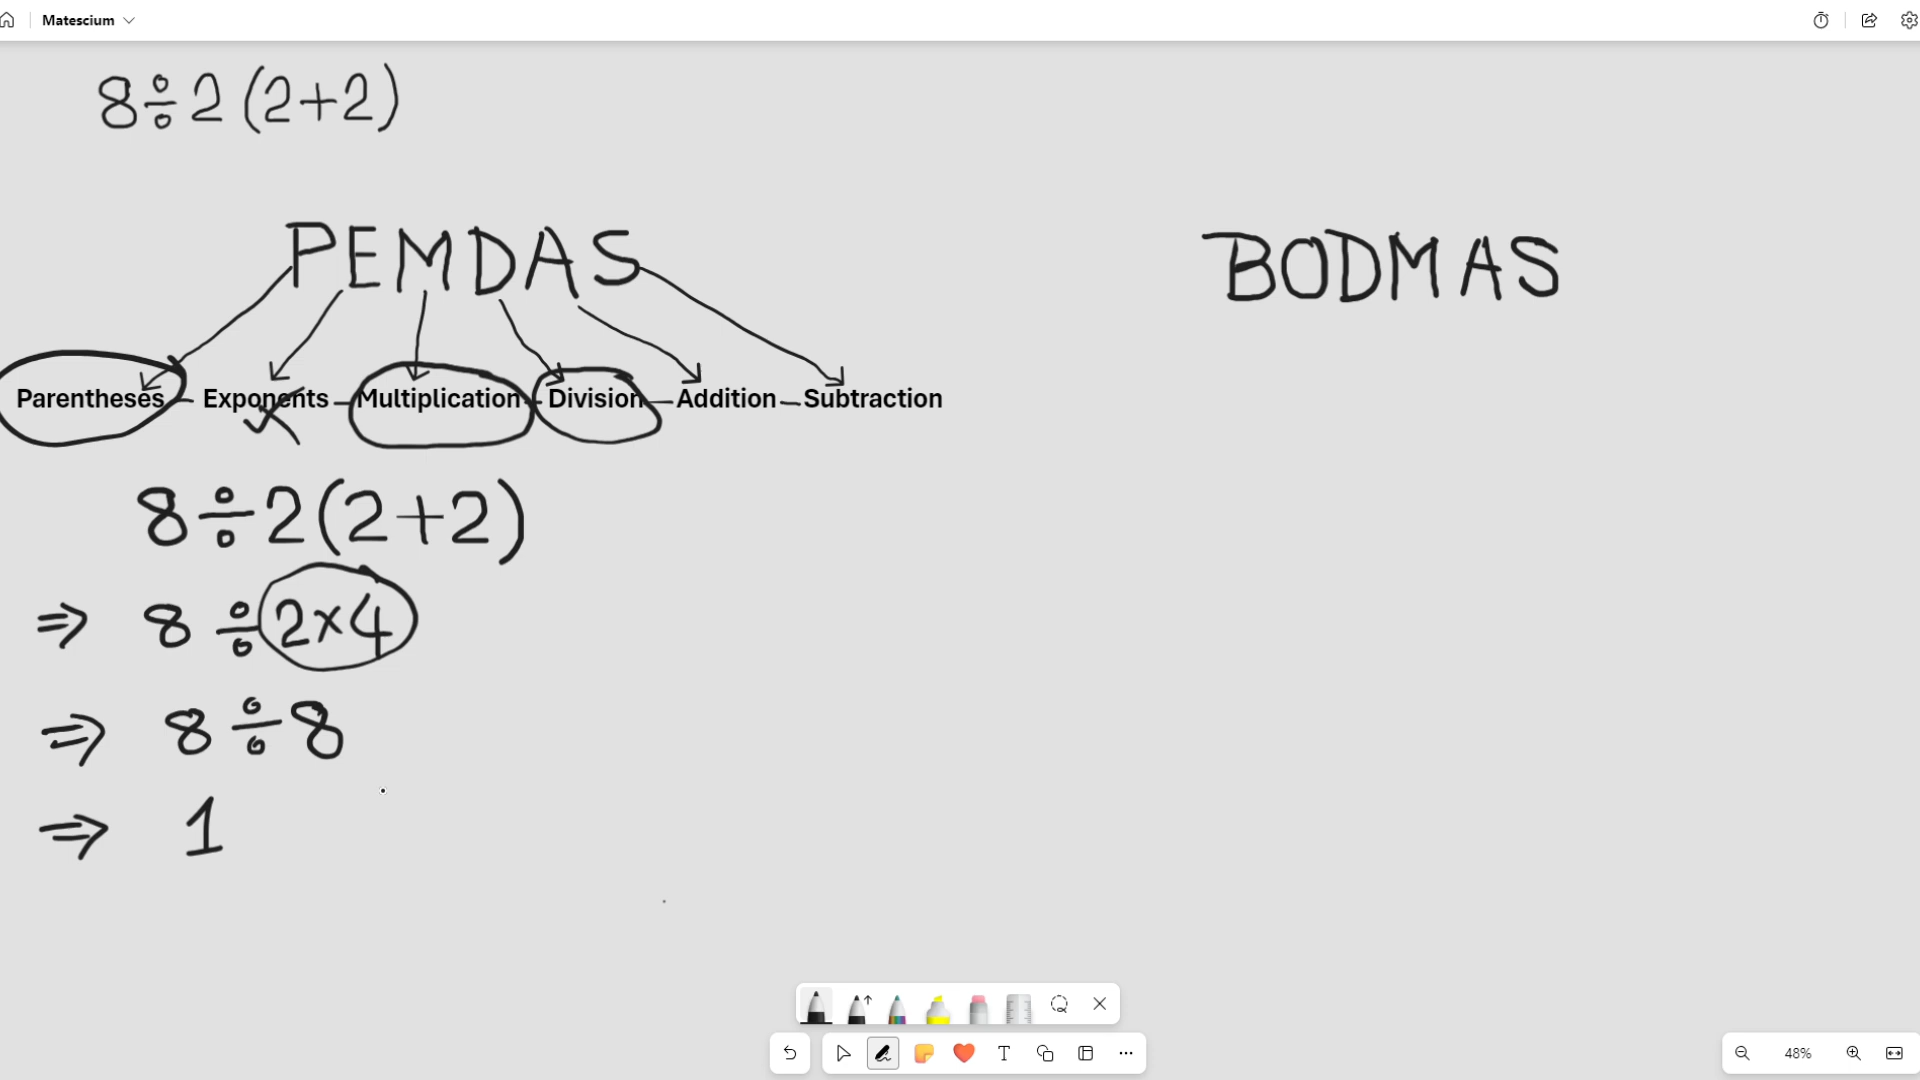 Matescium
8÷2(2+2)
PEMDAS
BODMAS
Parentheses – Exponents – Multiplication – Division – Addition – Subtraction
8÷2(2+2)
⇒ 8÷2×4
⇒ 8÷8
⇒ 1
T
48%